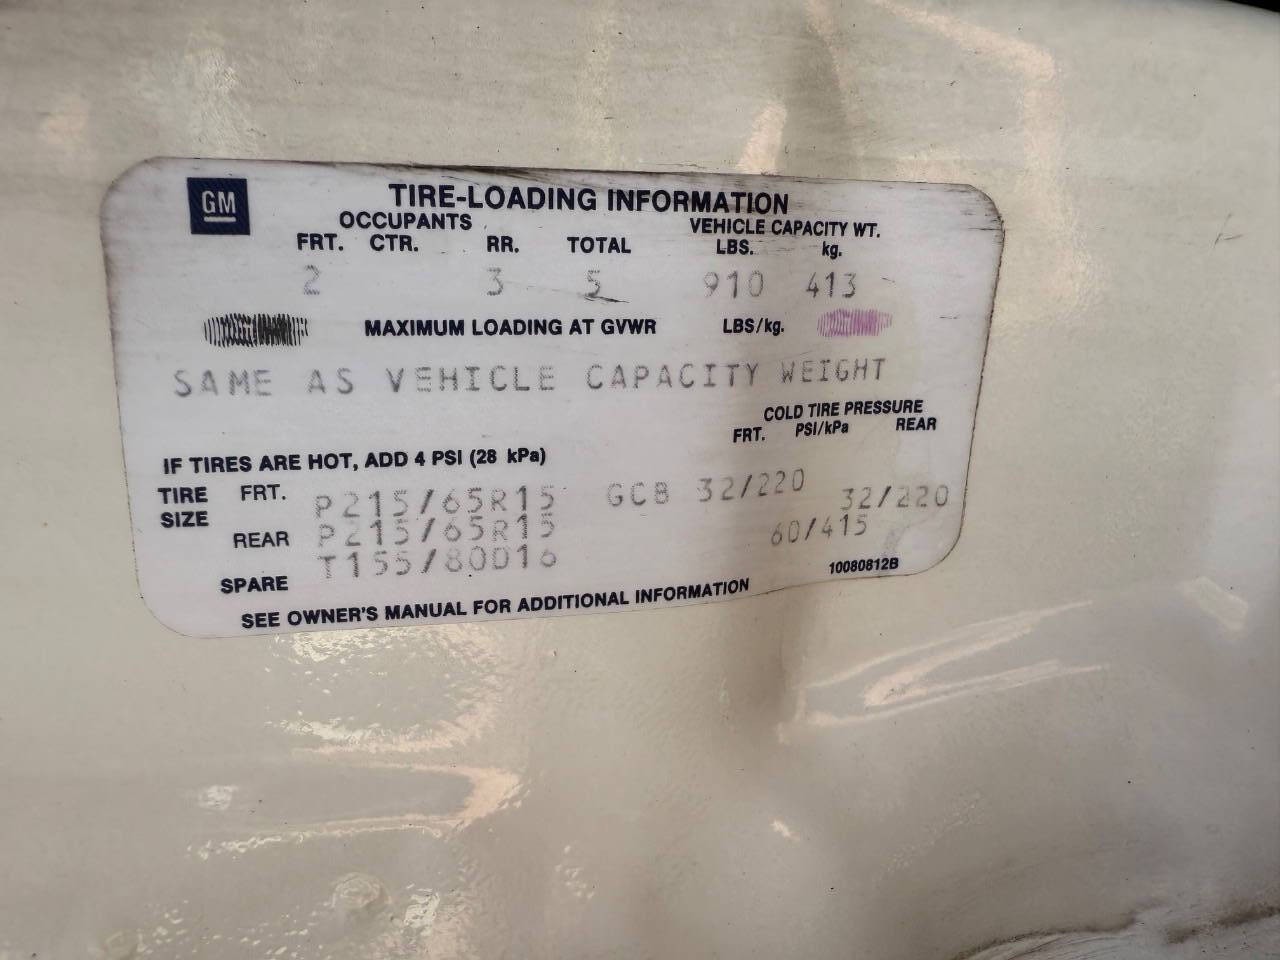 GM
TIRE-LOADING INFORMATION
OCCUPANTS VEHICLE CAPACITY WT.
FRT. CTR. RR. TOTAL LBS. kg.
2 3 5 910 413
MAXIMUM LOADING AT GVWR LBS/kg.
SAME AS VEHICLE CAPACITY WEIGHT
COLD TIRE PRESSURE
FRT. PSI/kPa REAR
IF TIRES ARE HOT, ADD 4 PSI (28 kPa)
TIRE SIZE FRT. P215/65R15 GCB 32/220 32/220
REAR P215/65R15
SPARE T155/80D16 60/415
10080812B
SEE OWNER'S MANUAL FOR ADDITIONAL INFORMATION